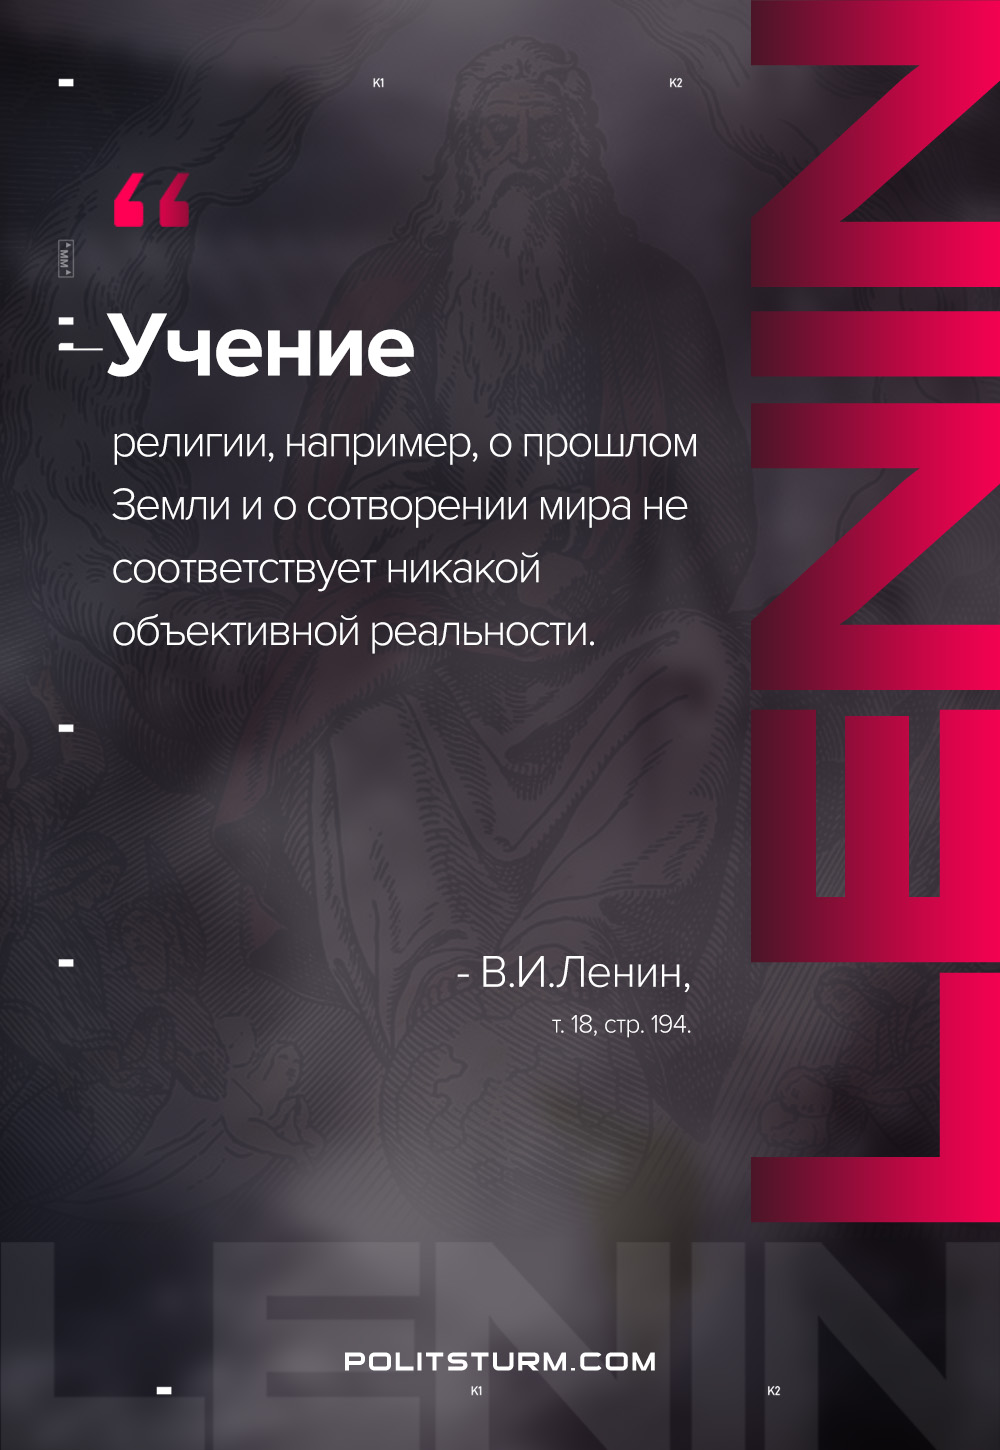 K1 K2
“
MM
Учение
религии, например, о прошлом
Земли и о сотворении мира не
соответствует никакой
объективной реальности.
- В.И.Ленин,
т. 18, стр. 194.
LENIN
LENIN
POLITSTURM.COM
K1 K2